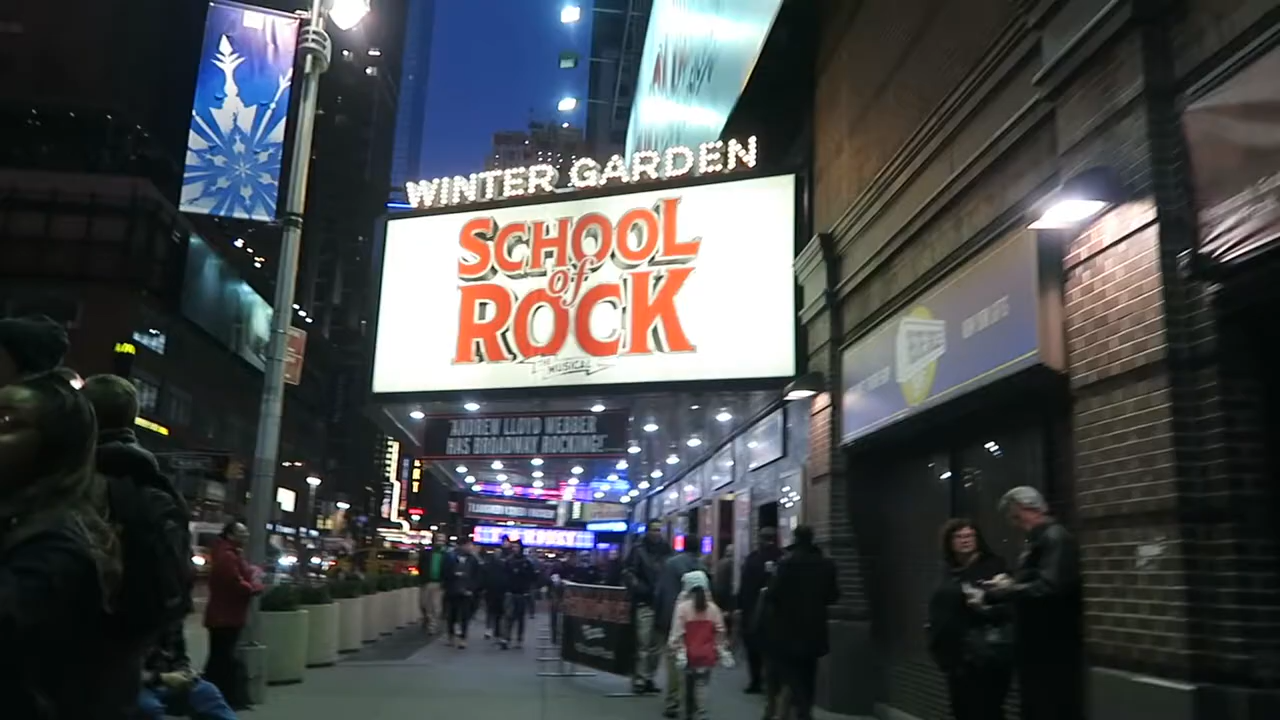 WINTER GARDEN
SCHOOL
of
ROCK
THE
MUSICAL
"ANDREW LLOYD WEBBER
HAS BROADWAY ROCKING!"